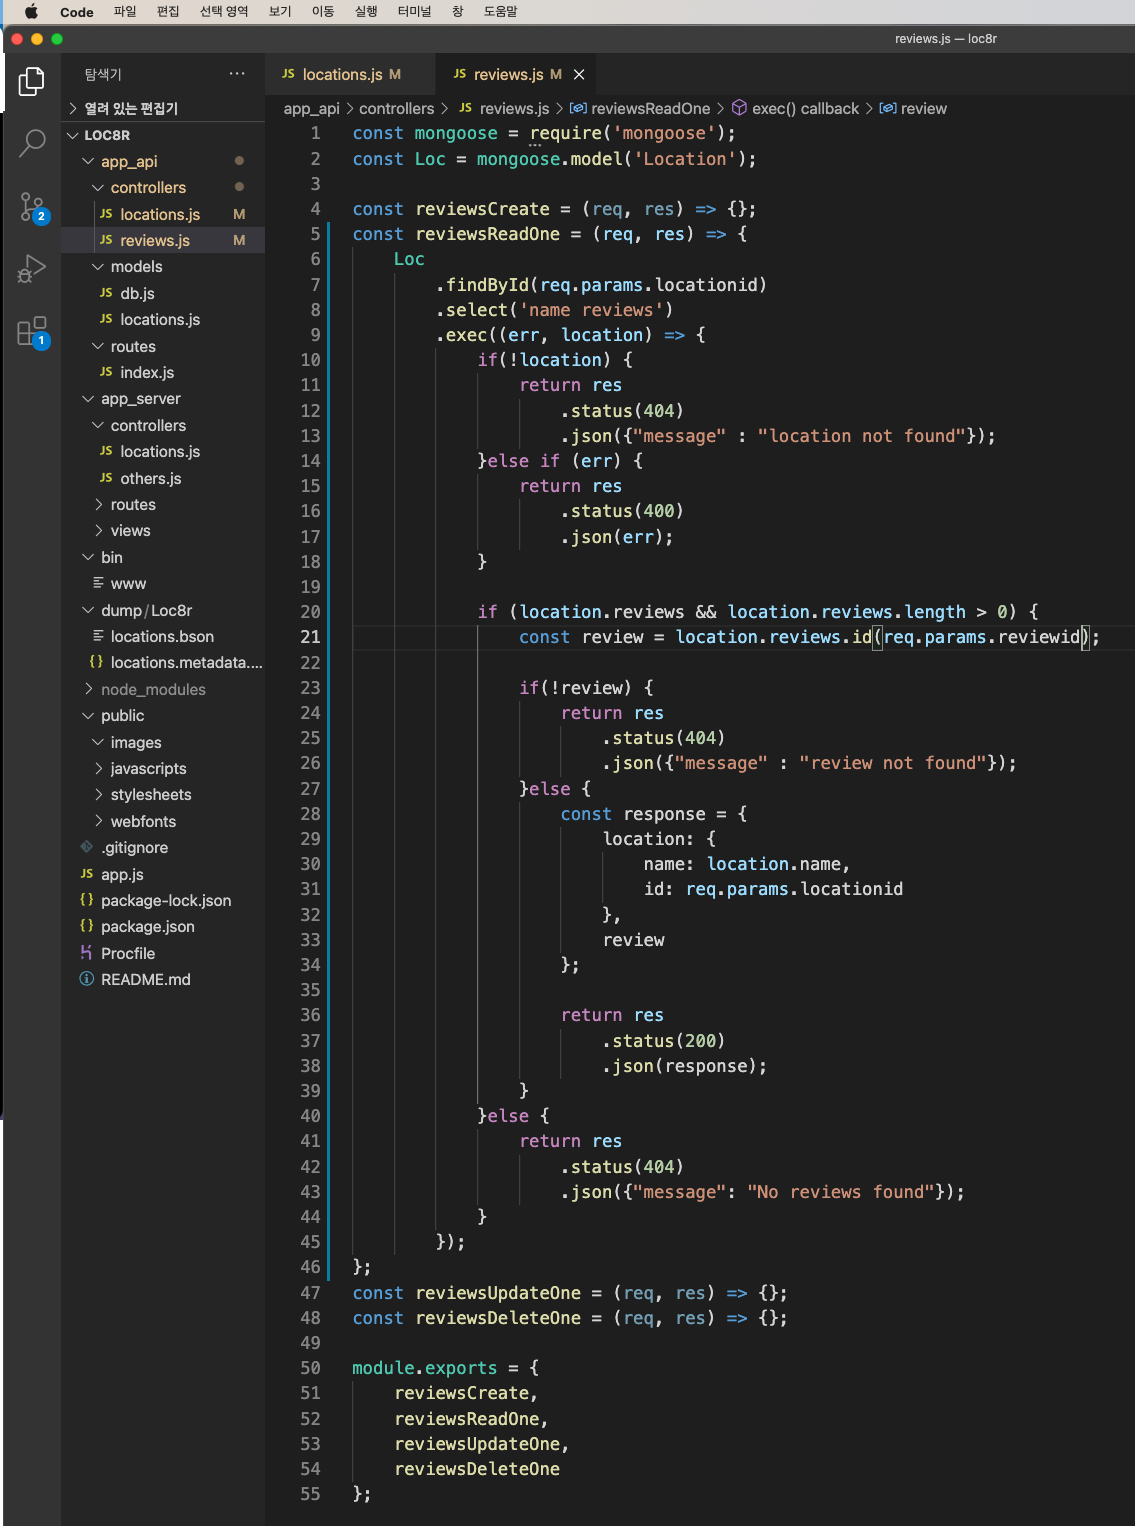 Code 파일 편집 선택 영역 보기 이동 실행 터미널 창 도움말
reviews.js — loc8r
탐색기 ···
열려 있는 편집기
LOC8R
app_api
controllers
JS locations.js M
JS reviews.js M
models
JS db.js
JS locations.js
routes
JS index.js
app_server
controllers
JS locations.js
JS others.js
routes
views
bin
www
dump/Loc8r
locations.bson
{} locations.metadata....
node_modules
public
images
javascripts
stylesheets
webfonts
.gitignore
JS app.js
{} package-lock.json
{} package.json
Procfile
README.md
2
1
JS locations.js M JS reviews.js M ×
app_api > controllers > JS reviews.js > reviewsReadOne > exec() callback > review
1 const mongoose = require('mongoose');
2 const Loc = mongoose.model('Location');
3
4 const reviewsCreate = (req, res) => {};
5 const reviewsReadOne = (req, res) => {
6 Loc
7 .findById(req.params.locationid)
8 .select('name reviews')
9 .exec((err, location) => {
10 if(!location) {
11 return res
12 .status(404)
13 .json({"message" : "location not found"});
14 }else if (err) {
15 return res
16 .status(400)
17 .json(err);
18 }
19
20 if (location.reviews && location.reviews.length > 0) {
21 const review = location.reviews.id(req.params.reviewid);
22
23 if(!review) {
24 return res
25 .status(404)
26 .json({"message" : "review not found"});
27 }else {
28 const response = {
29 location: {
30 name: location.name,
31 id: req.params.locationid
32 },
33 review
34 };
35
36 return res
37 .status(200)
38 .json(response);
39 }
40 }else {
41 return res
42 .status(404)
43 .json({"message": "No reviews found"});
44 }
45 });
46 };
47 const reviewsUpdateOne = (req, res) => {};
48 const reviewsDeleteOne = (req, res) => {};
49
50 module.exports = {
51 reviewsCreate,
52 reviewsReadOne,
53 reviewsUpdateOne,
54 reviewsDeleteOne
55 };